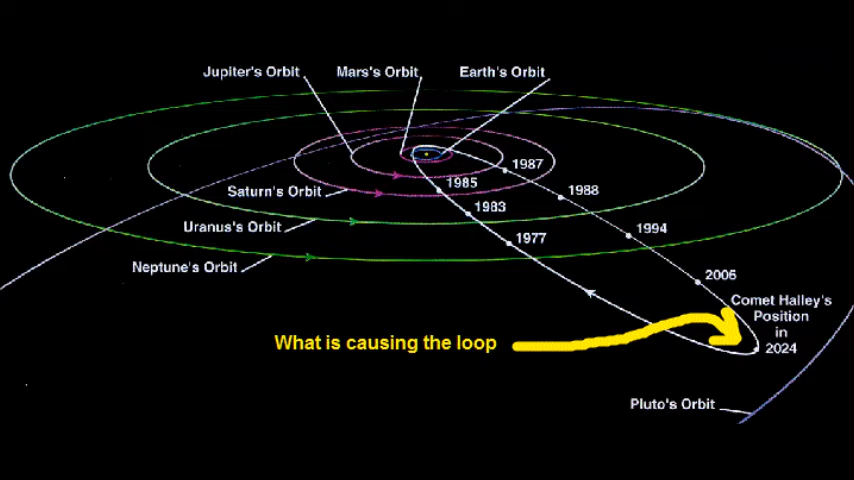 Jupiter's Orbit
Mars's Orbit
Earth's Orbit
1987
1985
Saturn's Orbit
1988
1983
Uranus's Orbit
1994
1977
Neptune's Orbit
2005
Comet Halley's
Position
in
2024
What is causing the loop
Pluto's Orbit